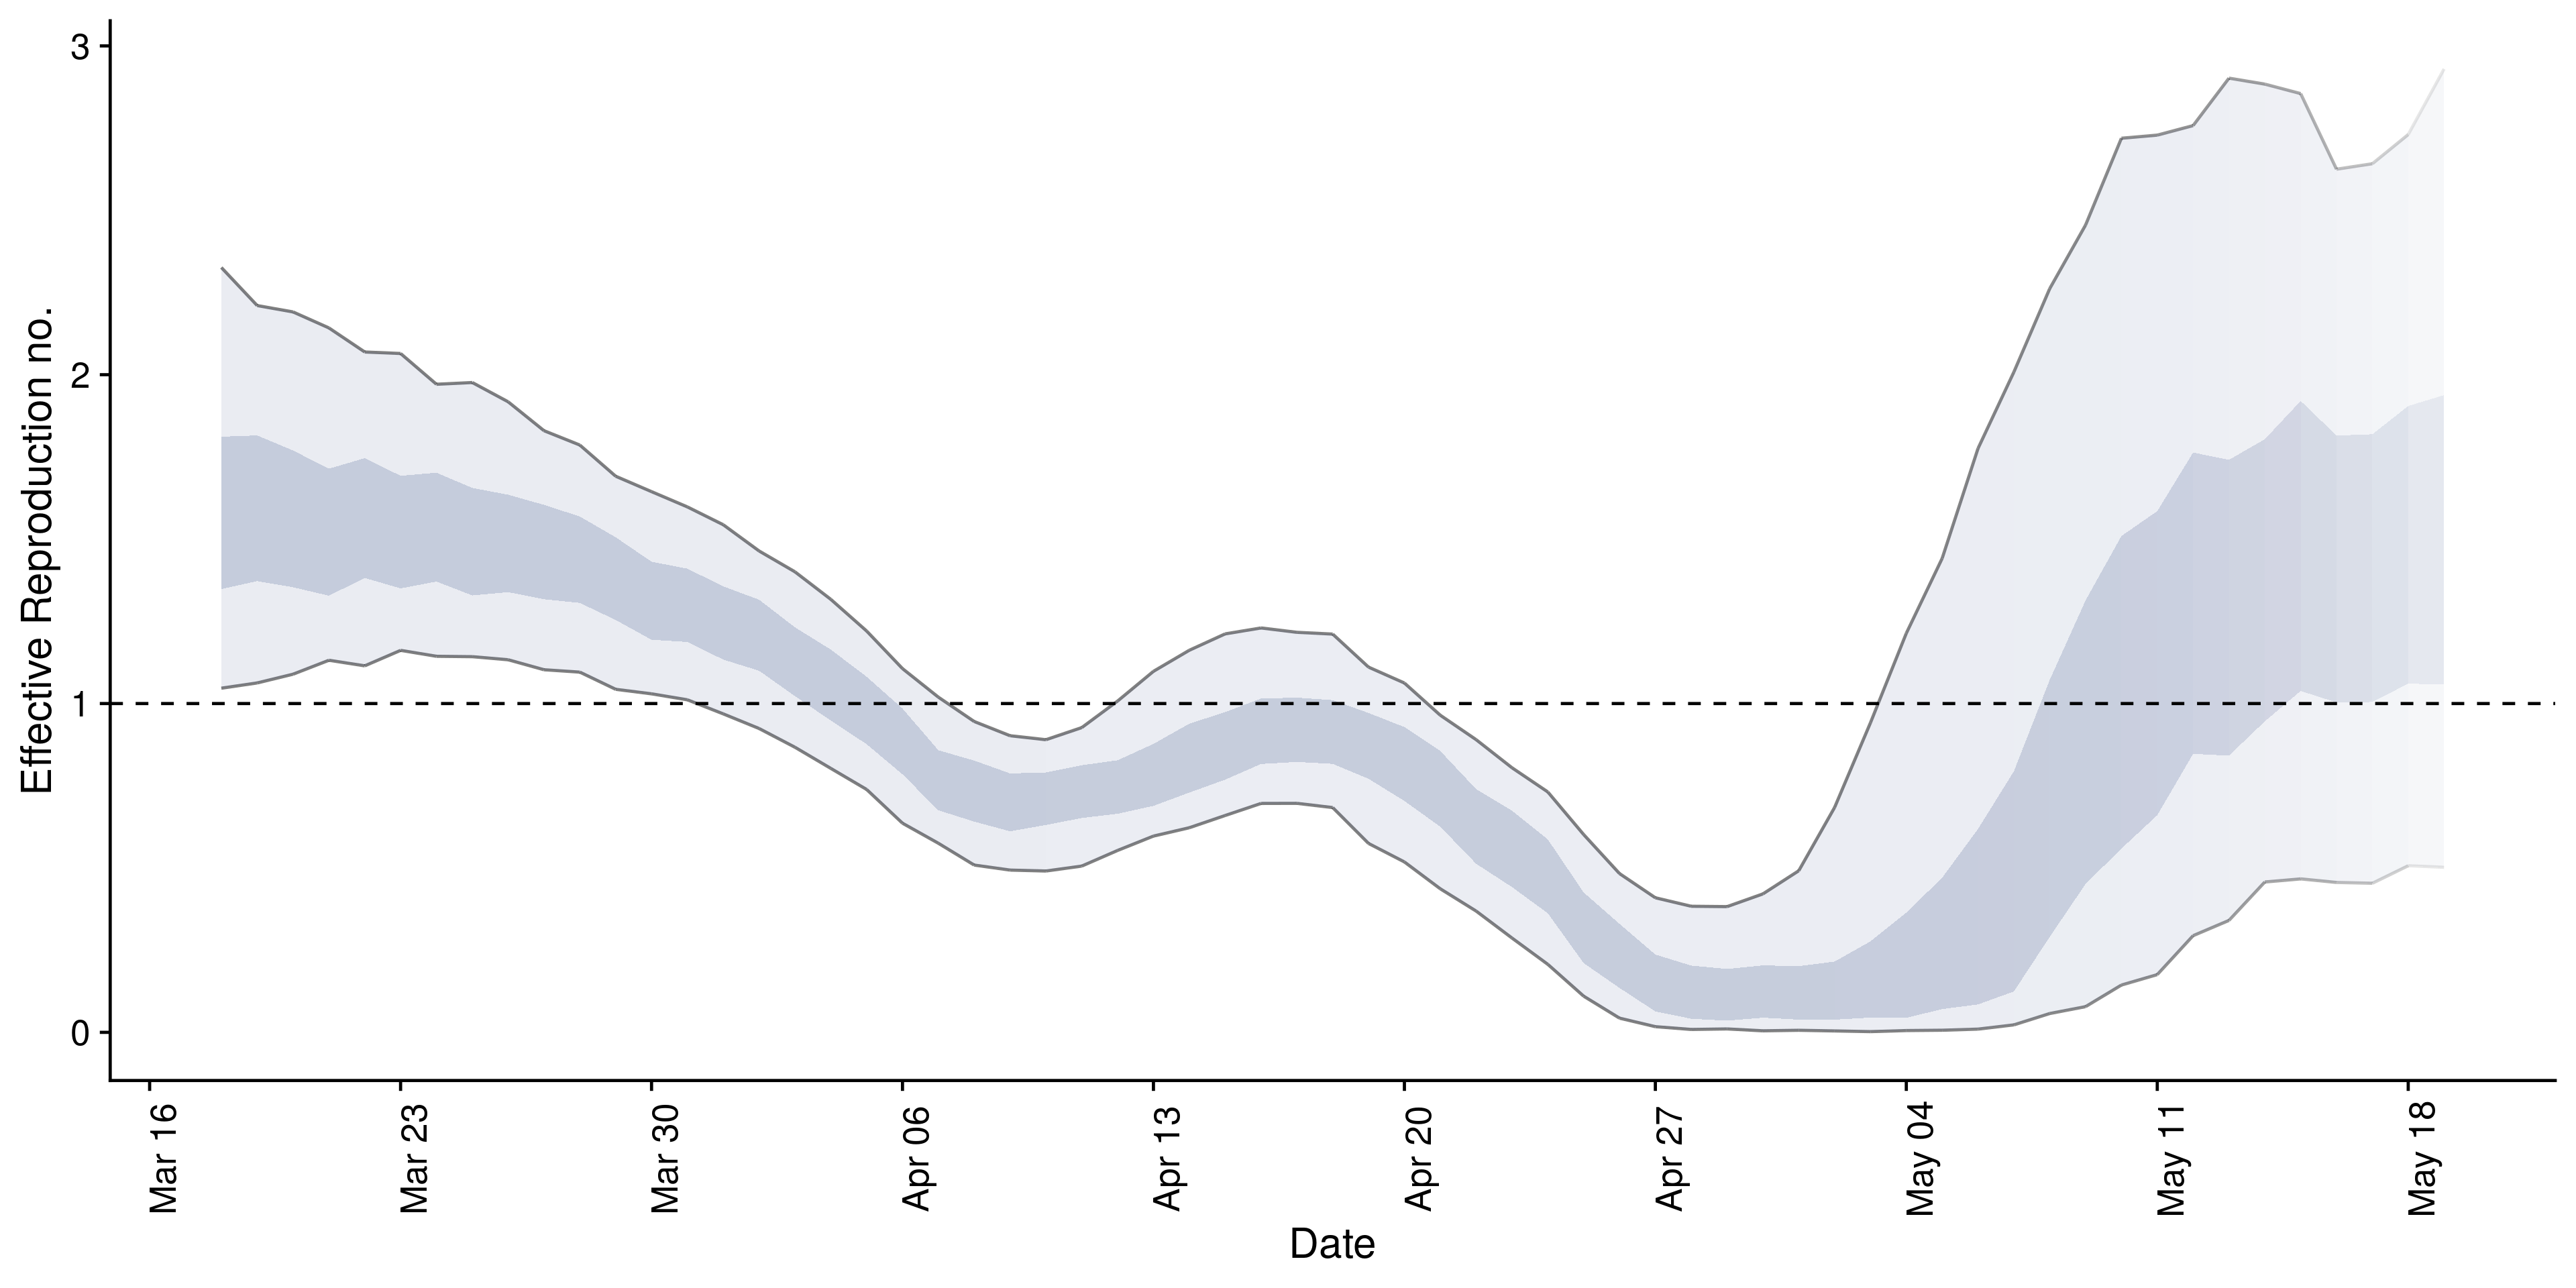 Effective Reproduction no.
3
2
1
0
Mar 16
Mar 23
Mar 30
Apr 06
Apr 13
Apr 20
Apr 27
May 04
May 11
May 18
Date